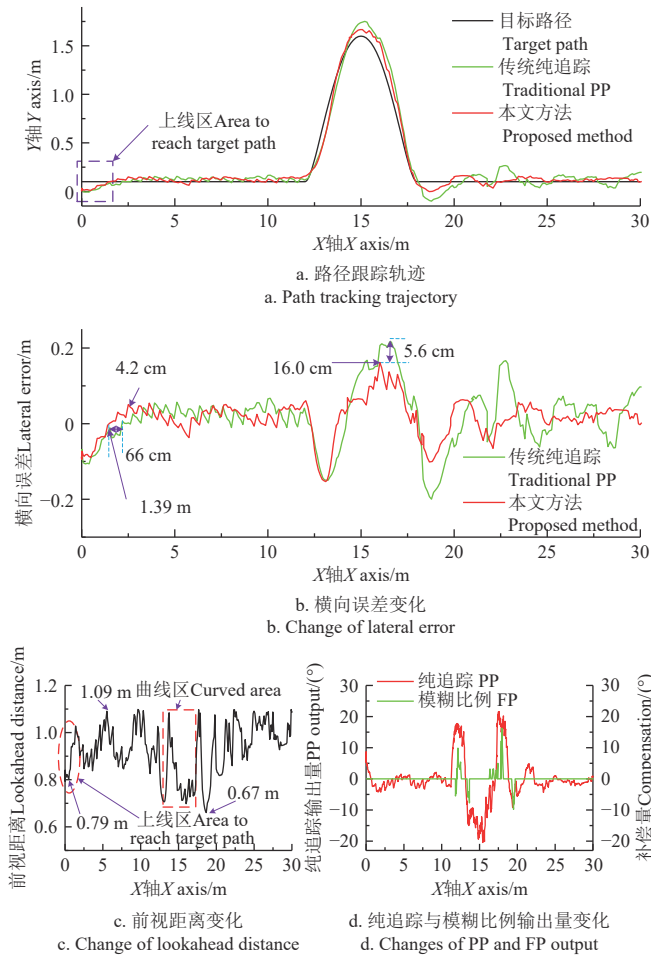 目标路径
Target path
传统纯追踪
Traditional PP
本文方法
Proposed method
上线区Area to
reach target path
Y轴Y axis/m
1.5
1.0
0.5
0
0
5
10
15
20
25
30
X轴X axis/m
a. 路径跟踪轨迹
a. Path tracking trajectory
横向误差Lateral error/m
0.2
0
−0.2
4.2 cm
66 cm
1.39 m
16.0 cm
5.6 cm
传统纯追踪
Traditional PP
本文方法
Proposed method
0
5
10
15
20
25
30
X轴X axis/m
b. 横向误差变化
b. Change of lateral error
前视距离Lookahead distance/m
1.2
1.0
0.8
0.6
1.09 m
曲线区Curved area
0.79 m
0.67 m
上线区Area to
reach target path
0
5
10
15
20
25
30
X轴X axis/m
c. 前视距离变化
c. Change of lookahead distance
纯追踪输出量PP output/(°)
30
20
10
0
−10
−20
纯追踪 PP
模糊比例 FP
30
20
10
0
−10
−20
补偿量Compensation/(°)
0
5
10
15
20
25
30
X轴X axis/m
d. 纯追踪与模糊比例输出量变化
d. Changes of PP and FP output